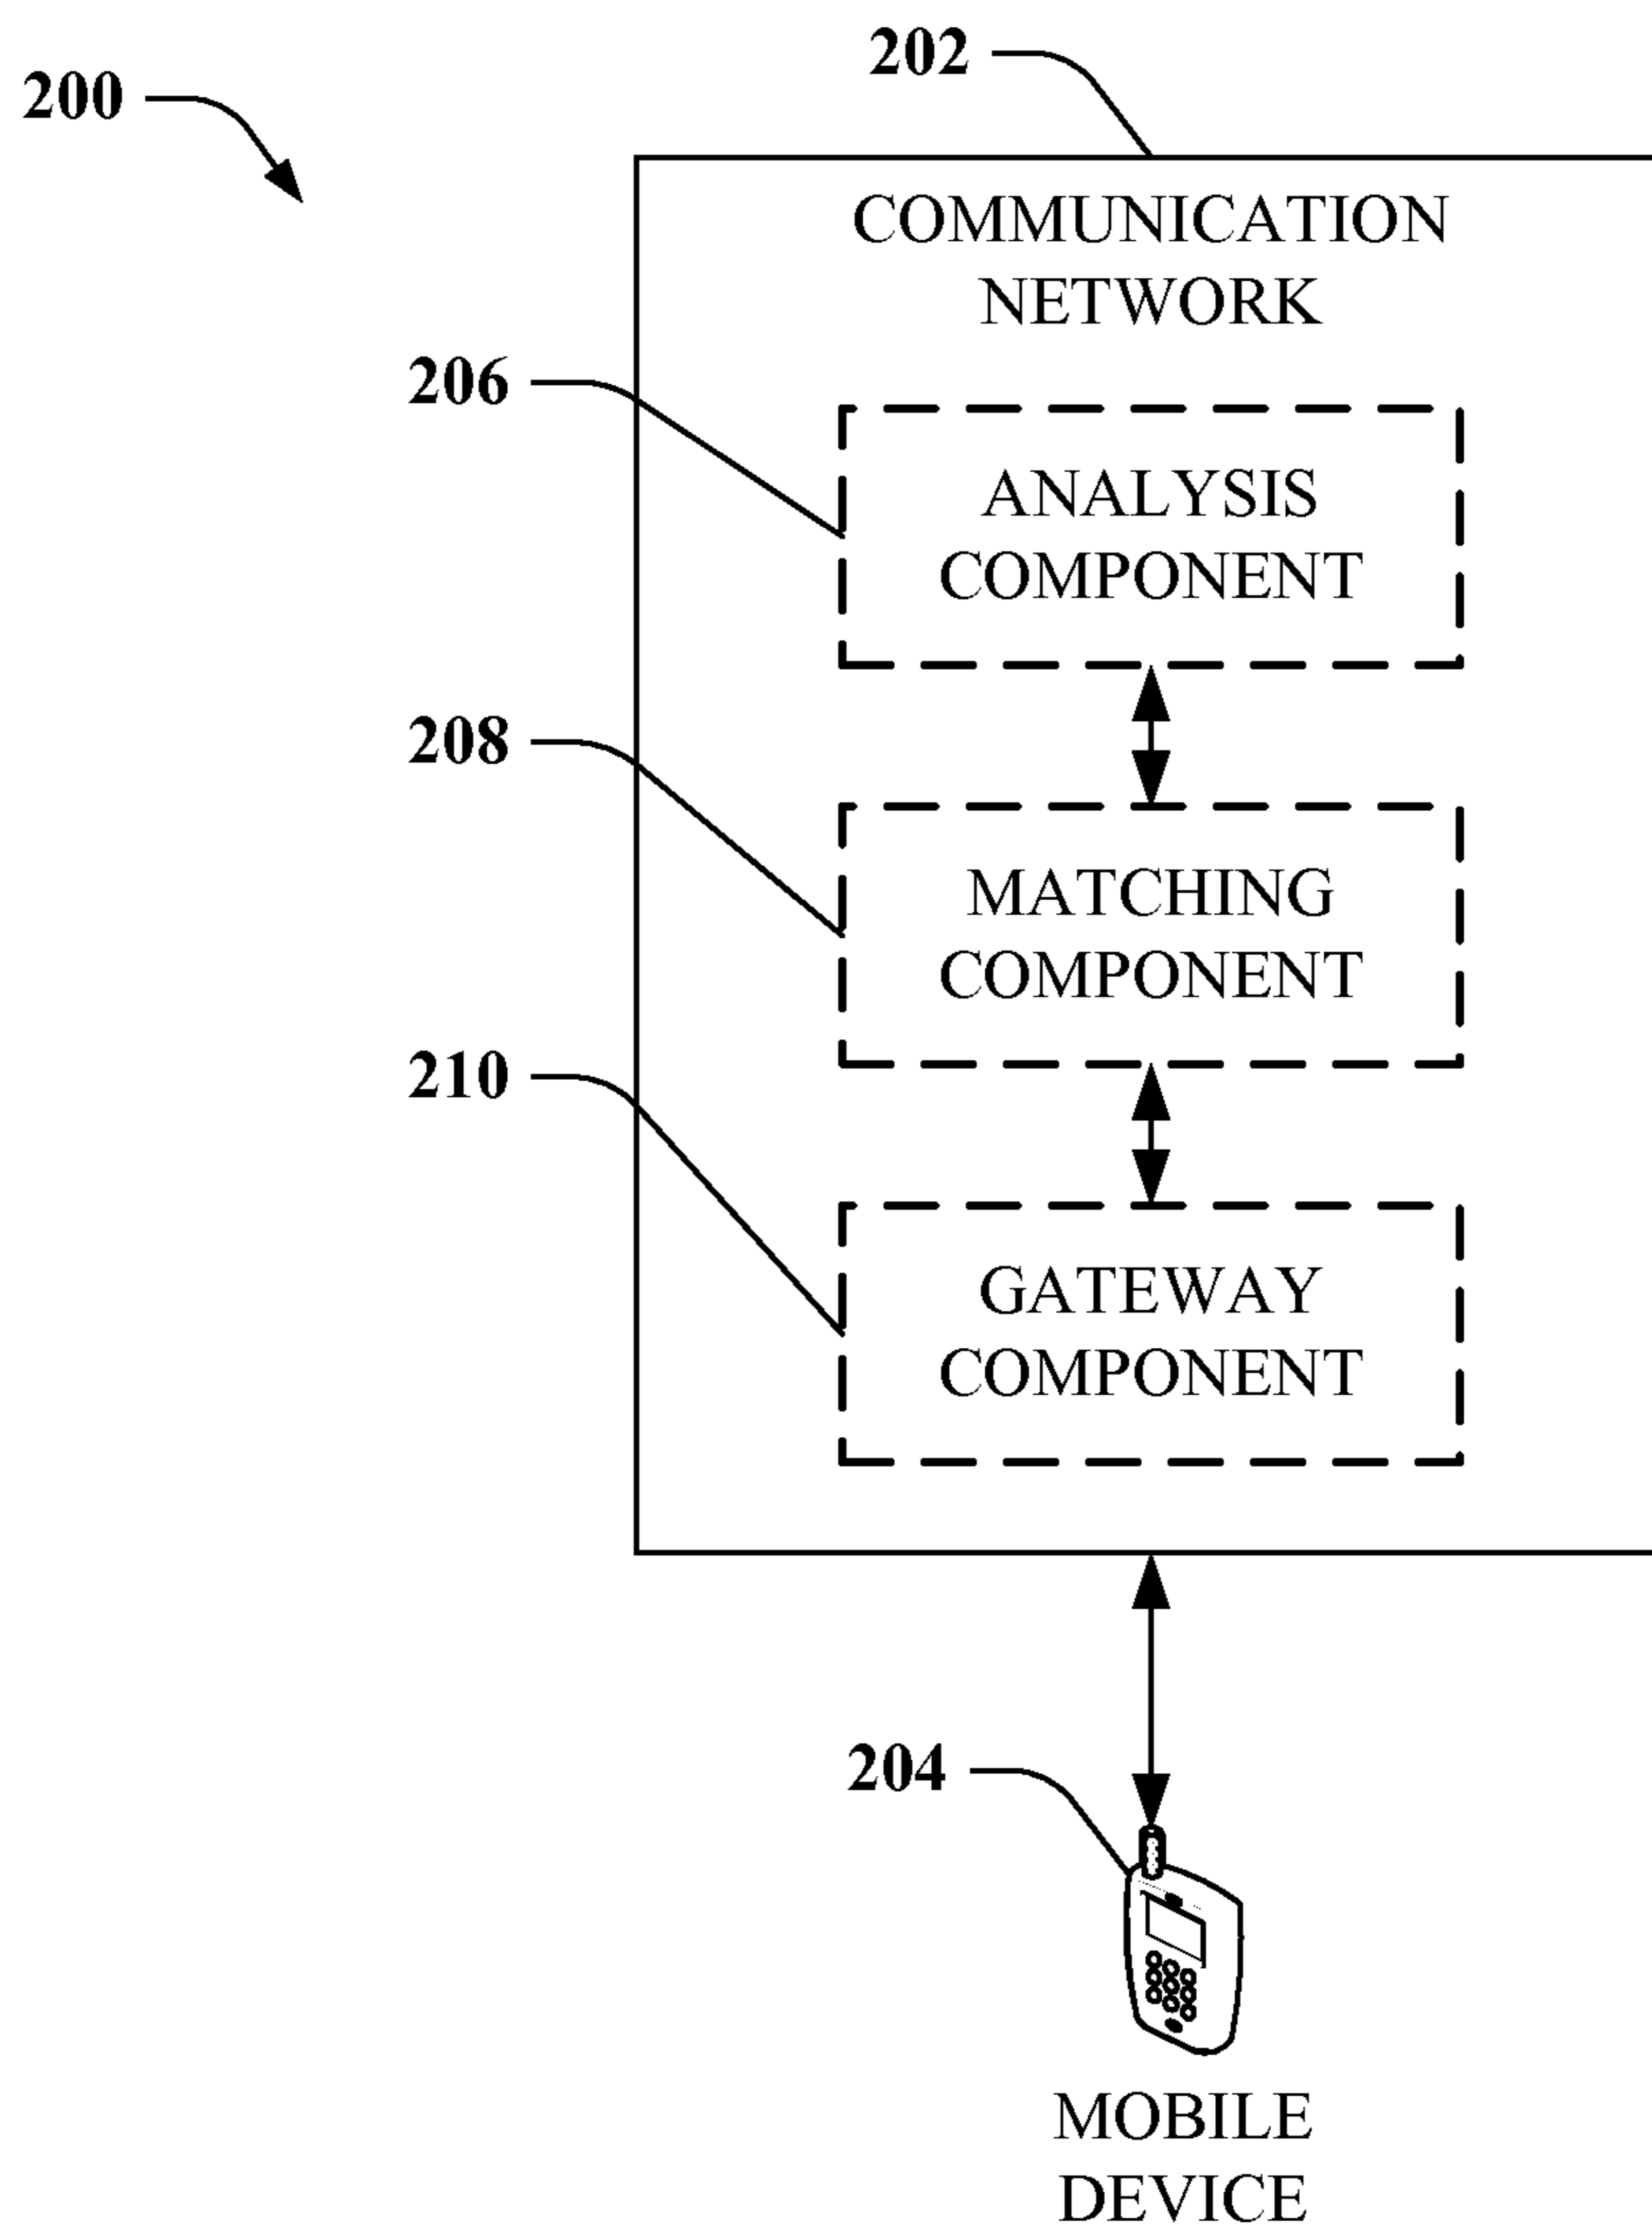 202
200
COMMUNICATION
NETWORK
206
ANALYSIS
COMPONENT
208
MATCHING
COMPONENT
210
GATEWAY
COMPONENT
204
MOBILE
DEVICE